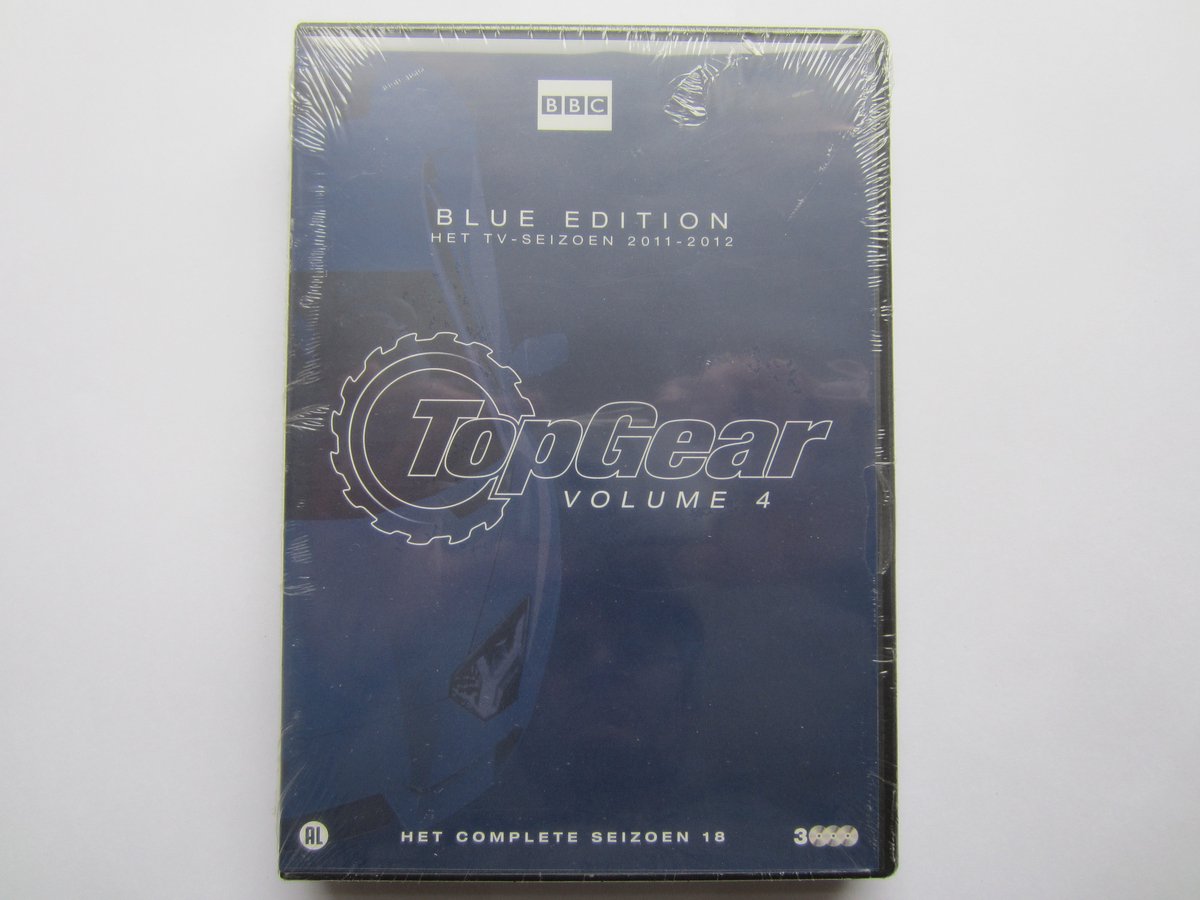 BBC
BLUE EDITION
HET TV-SEIZOEN 2011-2012
TopGear
VOLUME 4
AL
HET COMPLETE SEIZOEN 18
3